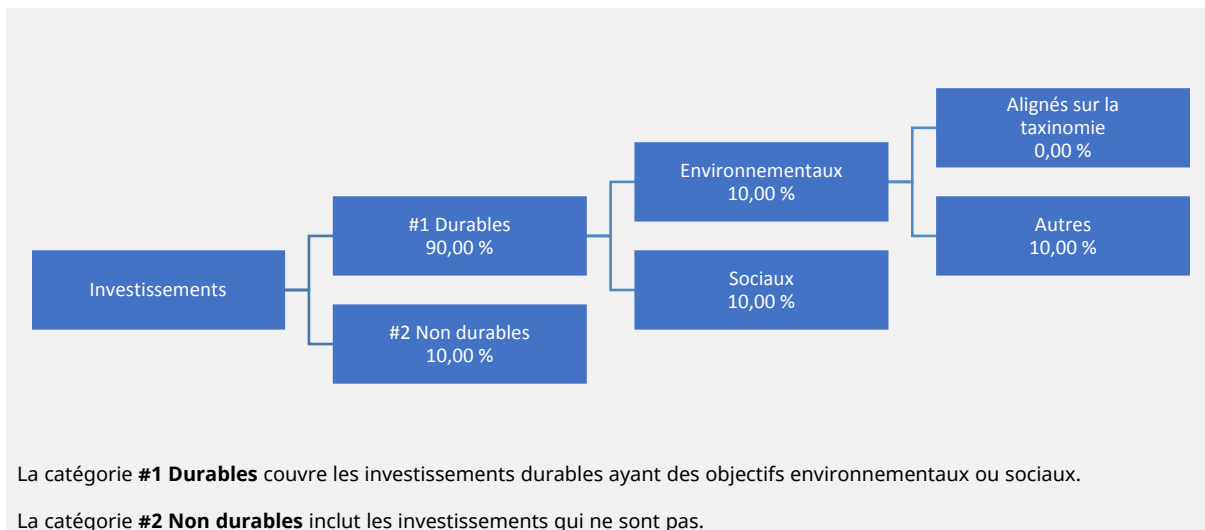 Investissements
#1 Durables
90,00 %
#2 Non durables
10,00 %
Environnementaux
10,00 %
Sociaux
10,00 %
Alignés sur la
taxinomie
0,00 %
Autres
10,00 %
La catégorie #1 Durables couvre les investissements durables ayant des objectifs environnementaux ou sociaux.
La catégorie #2 Non durables inclut les investissements qui ne sont pas.